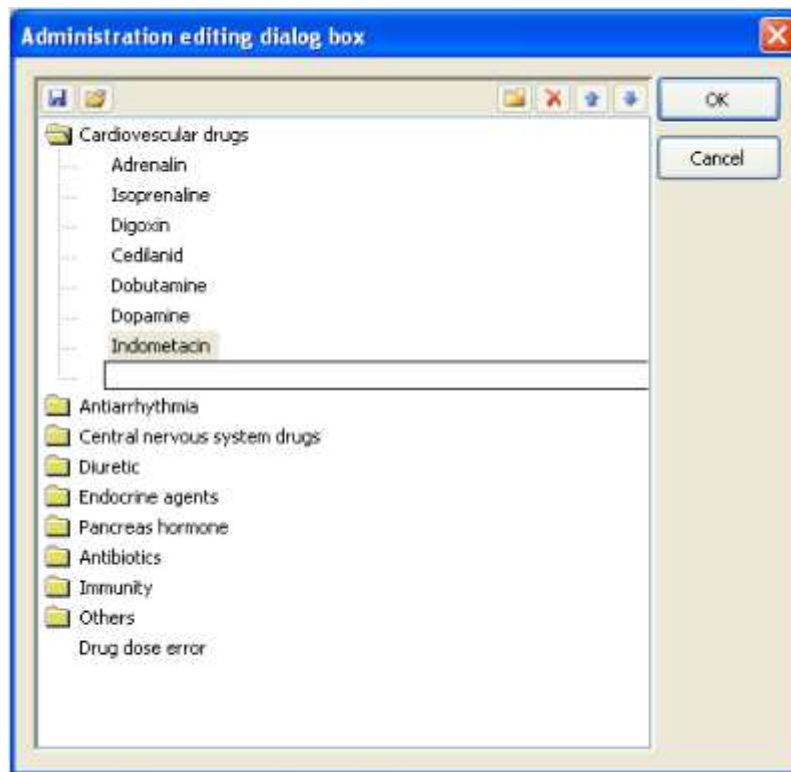 Administration editing dialog box
OK
Cardiovescular drugs
Cancel
Adrenalin
Isoprenaline
Digoxin
Cedilanid
Dobutamine
Dopamine
Indometacin
Antiarrhythmia
Central nervous system drugs
Diuretic
Endocrine agents
Pancreas hormone
Antibiotics
Immunity
Others
Drug dose error